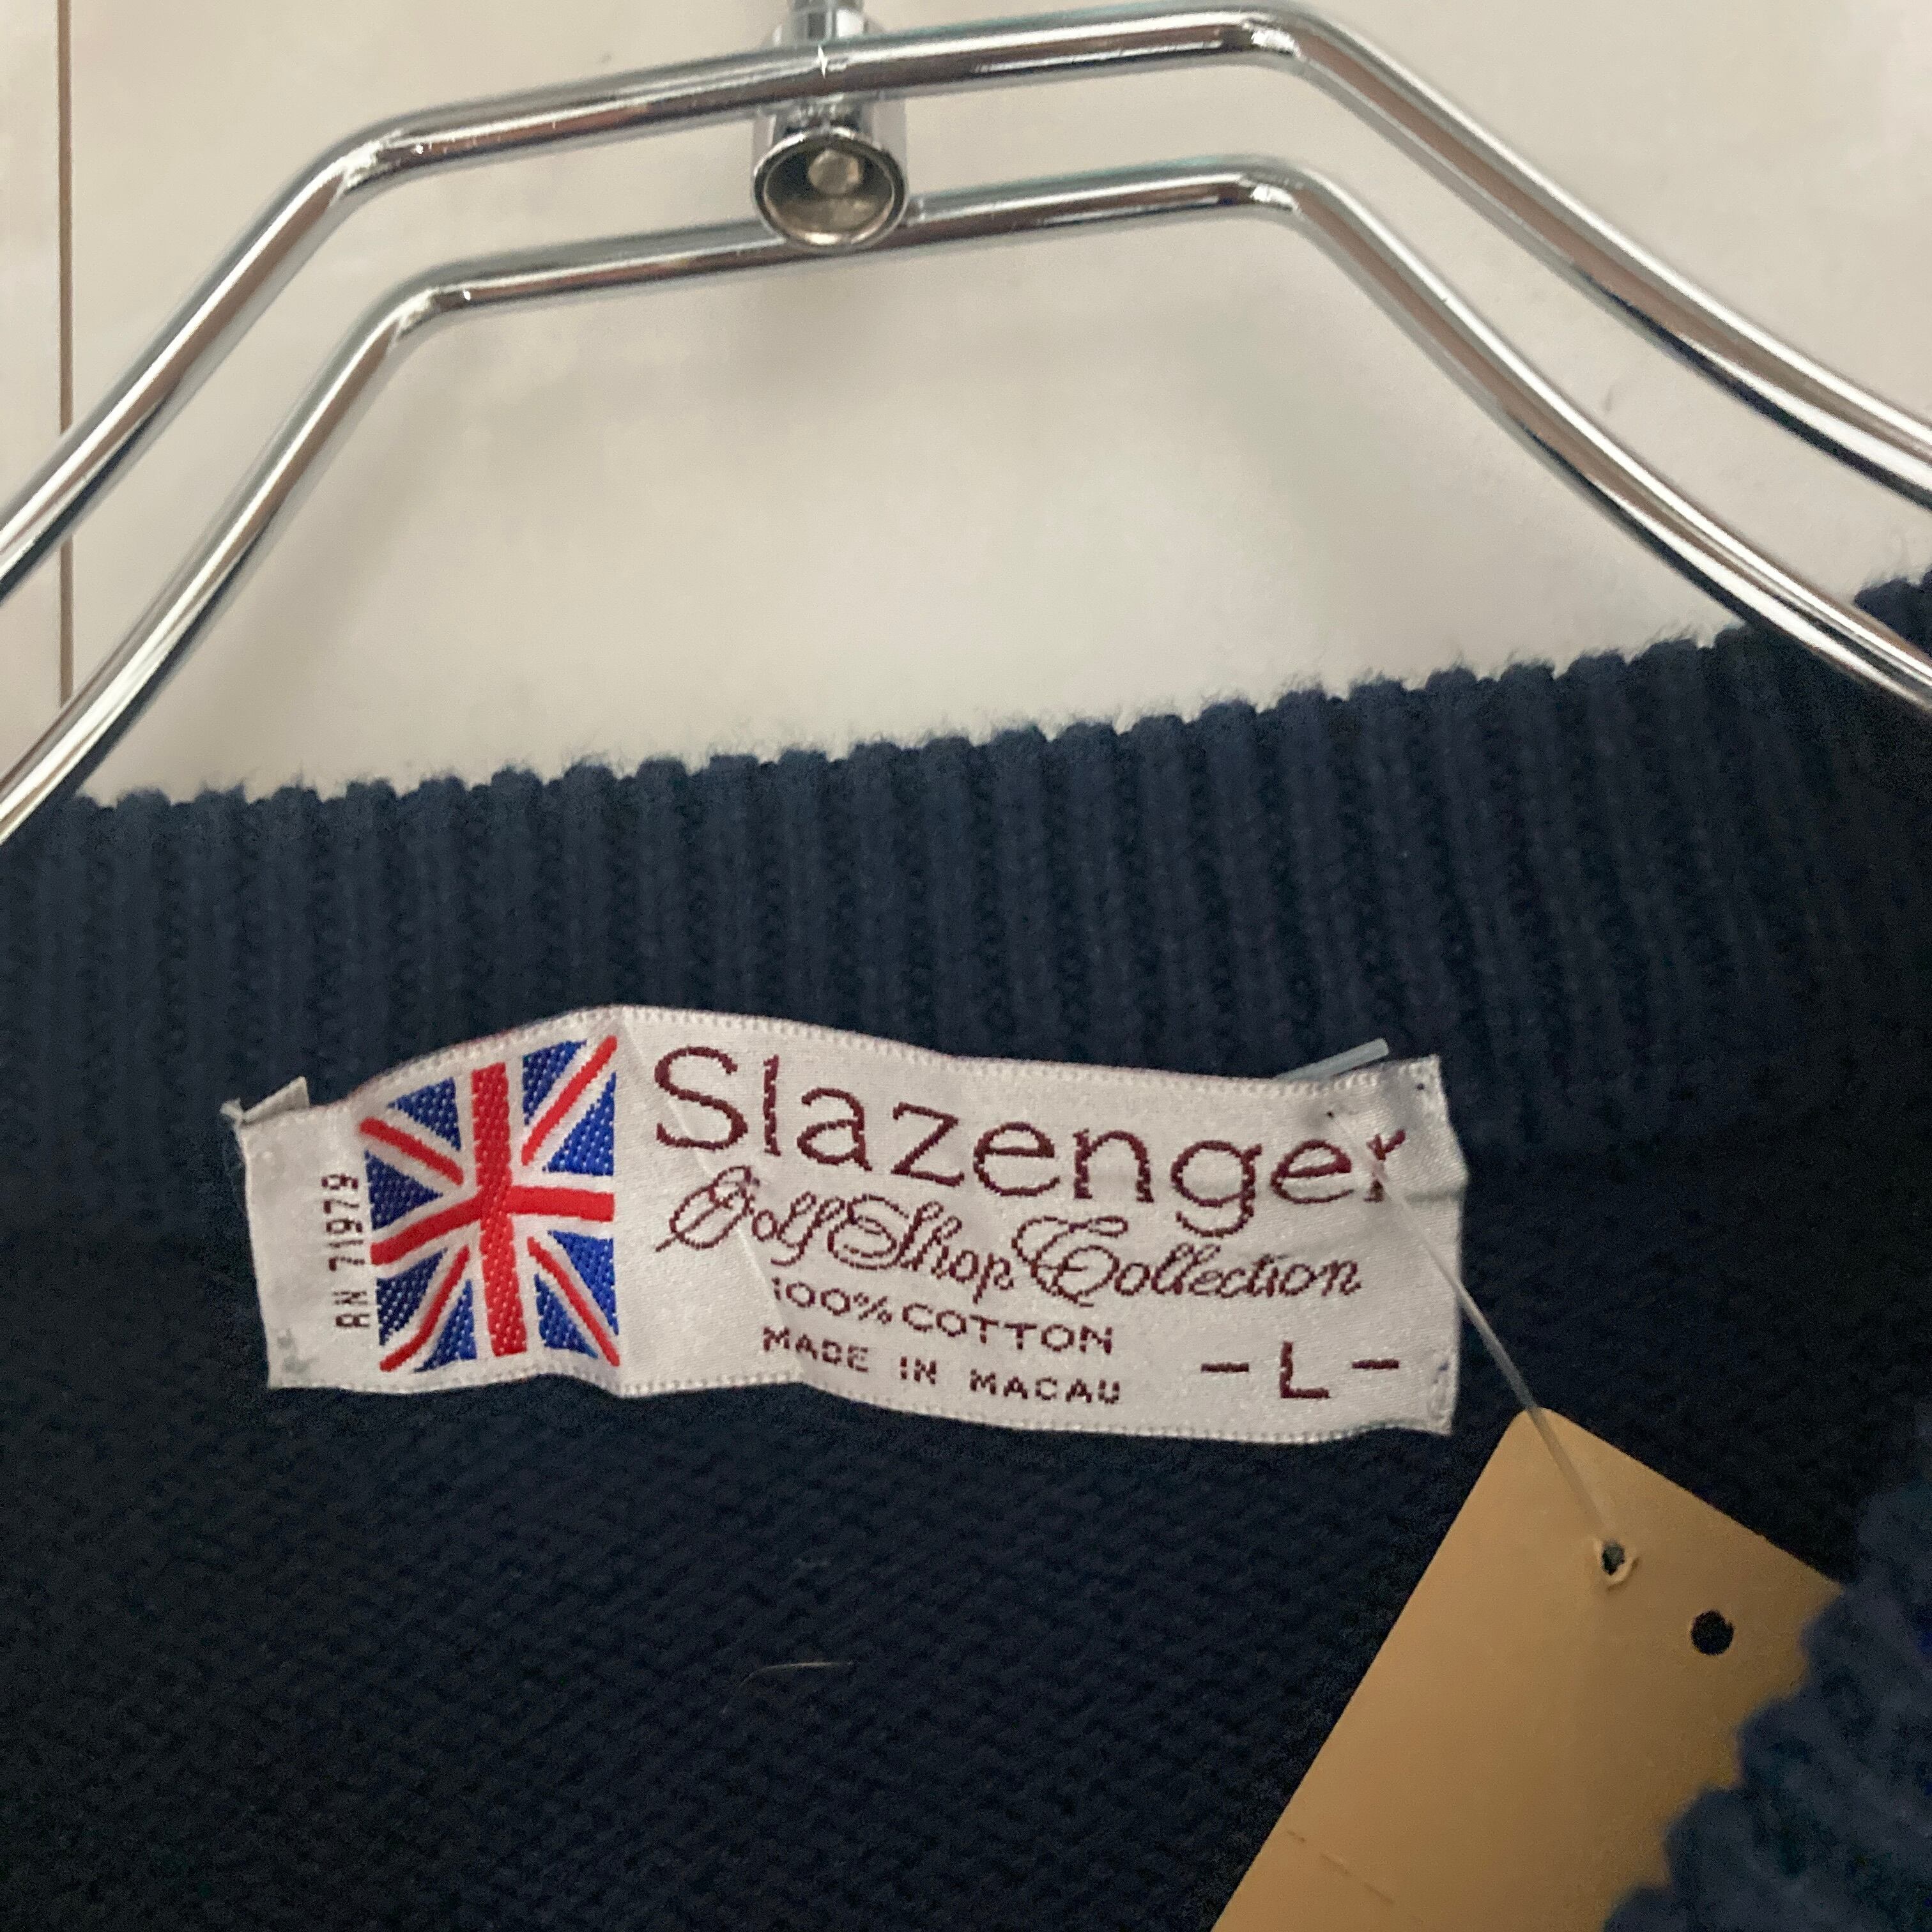 RN 71979
Slazenger
Golf Shop Collection
100% COTTON
MADE IN MACAU
- L -